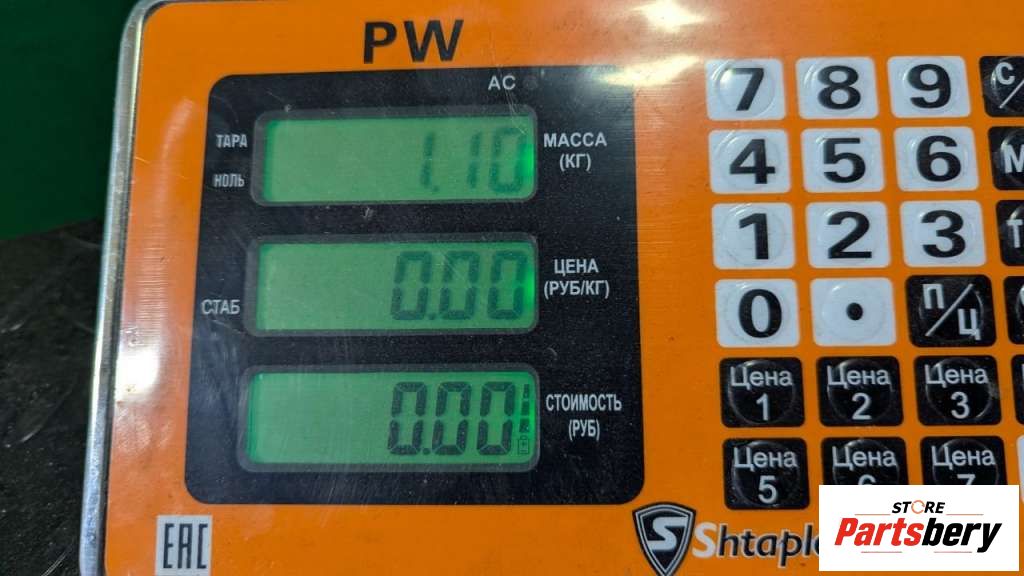 PW
AC
ТАРА
НОЛЬ
1.10
МАССА
(КГ)
СТАБ
0.00
ЦЕНА
(РУБ/КГ)
0.00
СТОИМОСТЬ
(РУБ)
7 8 9 С/
4 5 6 М
1 2 3 Т
0 . П/Ц
Цена 1
Цена 2
Цена 3
Цена 5
Цена 6
Цена 7
EAC
S
STORE
Partsbery